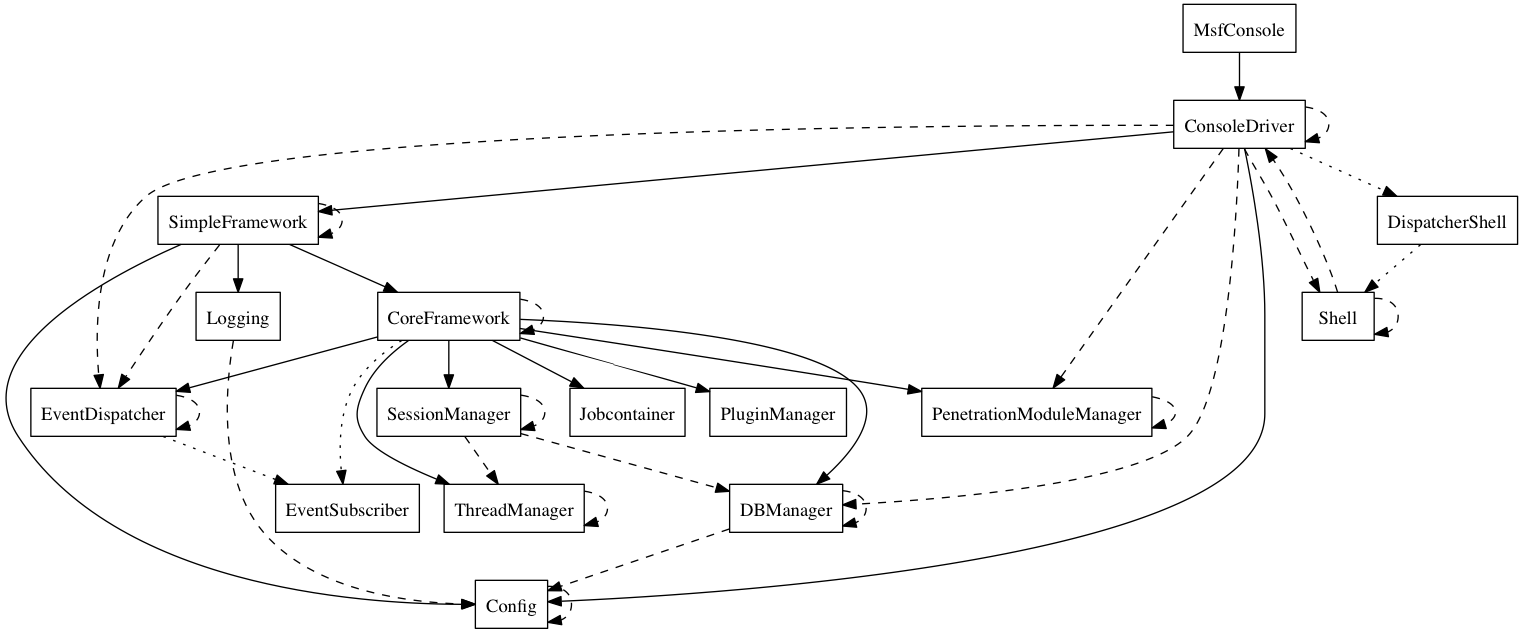 MsfConsole
ConsoleDriver
SimpleFramework
DispatcherShell
Logging
CoreFramework
Shell
EventDispatcher
SessionManager
Jobcontainer
PluginManager
PenetrationModuleManager
EventSubscriber
ThreadManager
DBManager
Config